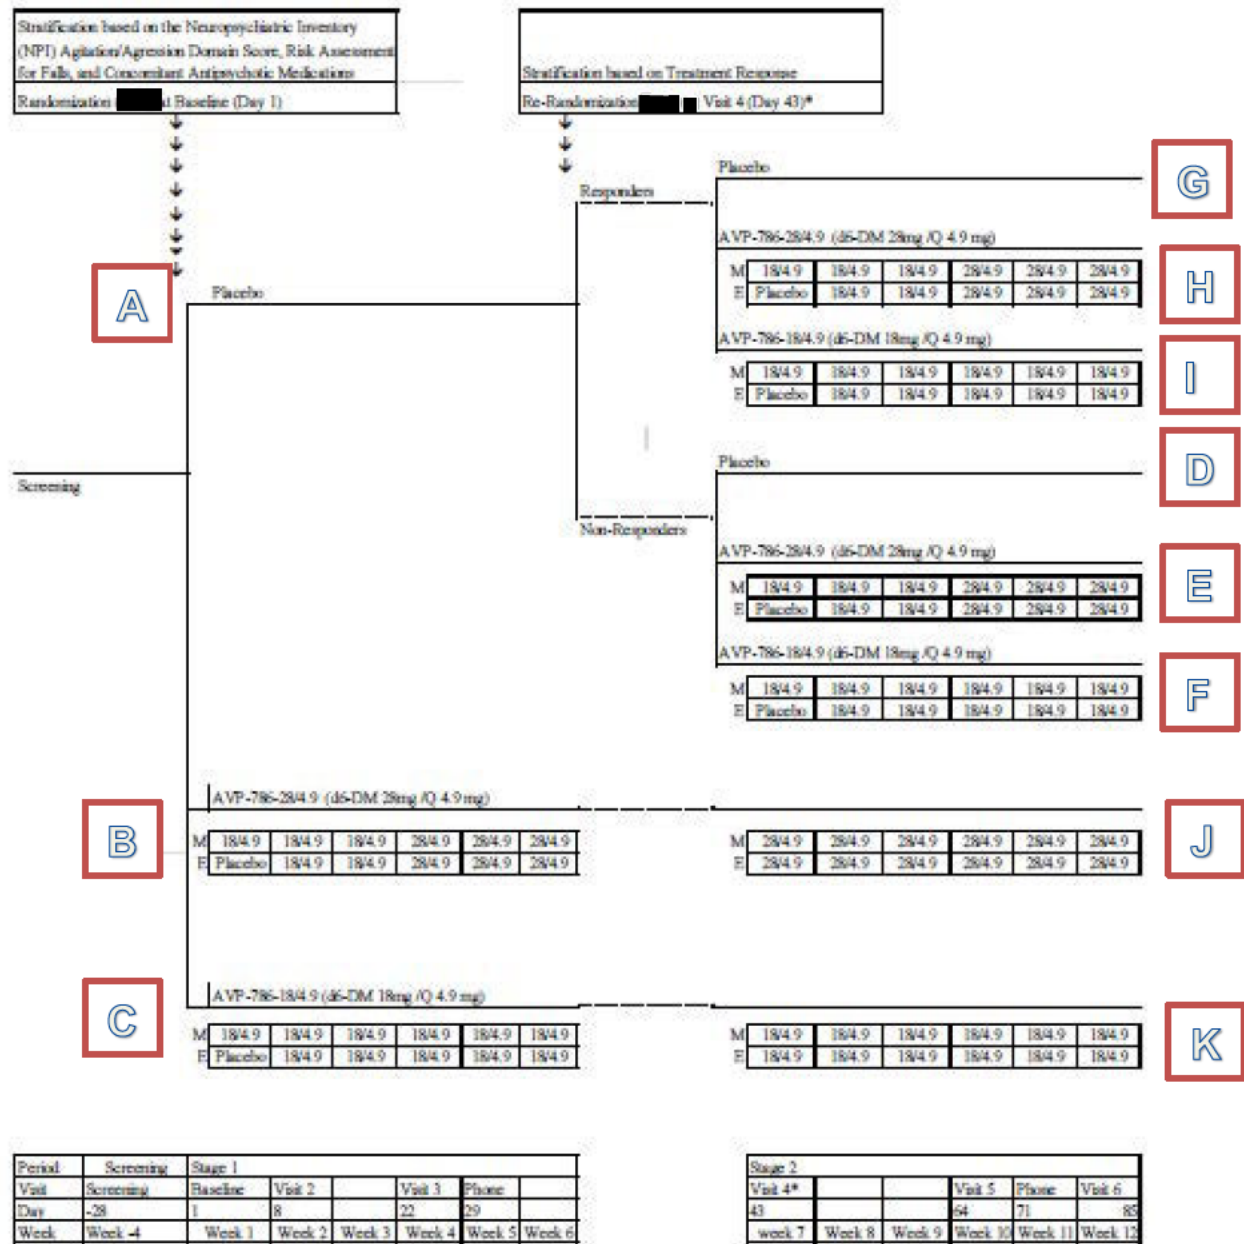 Stratification based on the Neuropsychiatric Inventory
(NPI) Agitation/Agression Domain Score, Risk Assessment
for Falls, and Concomitant Antipsychotic Medications
Randomization at Baseline (Day 1)
Stratification based on Treatment Response
Re-Randomization Visit 4 (Day 43)*
Placebo
G
Responders
AVP-786-28/4.9 (d6-DM 28mg /Q 4.9 mg)
M 18/4.9 18/4.9 18/4.9 28/4.9 28/4.9 28/4.9
E Placebo 18/4.9 18/4.9 28/4.9 28/4.9 28/4.9
H
A
Placebo
AVP-786-18/4.9 (d6-DM 18mg /Q 4.9 mg)
M 18/4.9 18/4.9 18/4.9 18/4.9 18/4.9 18/4.9
E Placebo 18/4.9 18/4.9 18/4.9 18/4.9 18/4.9
I
Placebo
D
Screening
Non-Responders
AVP-786-28/4.9 (d6-DM 28mg /Q 4.9 mg)
M 18/4.9 18/4.9 18/4.9 28/4.9 28/4.9 28/4.9
E Placebo 18/4.9 18/4.9 28/4.9 28/4.9 28/4.9
E
AVP-786-18/4.9 (d6-DM 18mg /Q 4.9 mg)
M 18/4.9 18/4.9 18/4.9 18/4.9 18/4.9 18/4.9
E Placebo 18/4.9 18/4.9 18/4.9 18/4.9 18/4.9
F
AVP-786-28/4.9 (d6-DM 28mg /Q 4.9 mg)
B
M 18/4.9 18/4.9 18/4.9 28/4.9 28/4.9 28/4.9 M 28/4.9 28/4.9 28/4.9 28/4.9 28/4.9 28/4.9
E Placebo 18/4.9 18/4.9 28/4.9 28/4.9 28/4.9 E 28/4.9 28/4.9 28/4.9 28/4.9 28/4.9 28/4.9
J
AVP-786-18/4.9 (d6-DM 18mg /Q 4.9 mg)
C
M 18/4.9 18/4.9 18/4.9 18/4.9 18/4.9 18/4.9 M 18/4.9 18/4.9 18/4.9 18/4.9 18/4.9 18/4.9
E Placebo 18/4.9 18/4.9 18/4.9 18/4.9 18/4.9 E 18/4.9 18/4.9 18/4.9 18/4.9 18/4.9 18/4.9
K
Period Screening Stage 1 Stage 2
Visit Screening Baseline Visit 2 Visit 3 Phone Visit 4* Visit 5 Phone Visit 6
Day -28 1 8 22 29 43 64 71 85
Week Week -4 Week 1 Week 2 Week 3 Week 4 Week 5 Week 6 week 7 Week 8 Week 9 Week 10 Week 11 Week 12